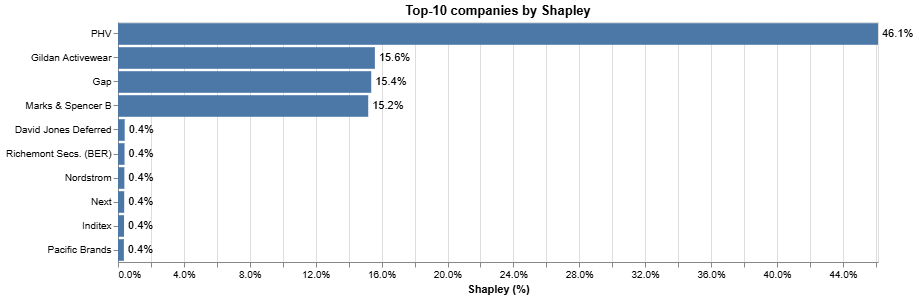 Top-10 companies by Shapley
PHV 46.1%
Gildan Activewear 15.6%
Gap 15.4%
Marks & Spencer B 15.2%
David Jones Deferred 0.4%
Richemont Secs. (BER) 0.4%
Nordstrom 0.4%
Next 0.4%
Inditex 0.4%
Pacific Brands 0.4%
0.0% 4.0% 8.0% 12.0% 16.0% 20.0% 24.0% 28.0% 32.0% 36.0% 40.0% 44.0%
Shapley (%)